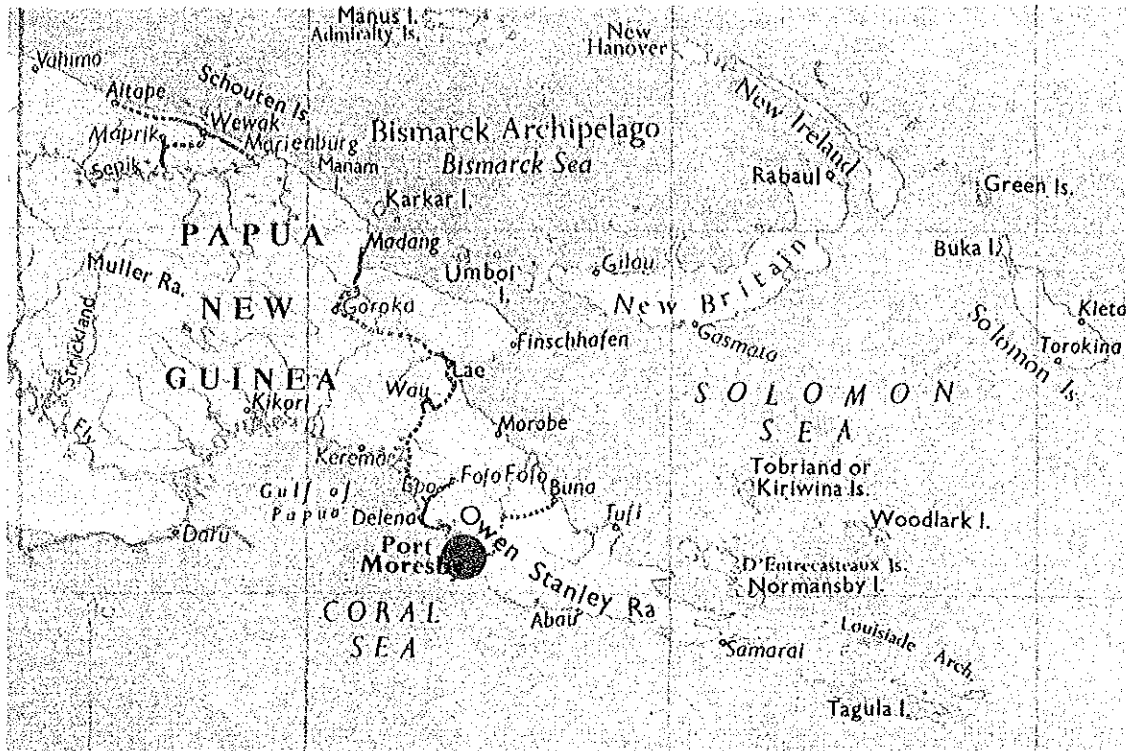 Manus I.
Admiralty Is.
New
Hanover
Vahimo
Schouten Is.
Aitape
Wewak
New Ireland
Maprik
Marienburg
Bismarck Archipelago
Sepik
Manam
I.
Bismarck Sea
Rabaul
Green Is.
Karkar I.
PAPUA
Madang
Buka I.
Muller Ra.
Umboi
I.
Gilau
New Britain
NEW
Goroka
Kieta
Solomon Is.
Strickland
Finschhafen
Gasmata
Torokina
GUINEA
Lae
Wau
SOLOMON
SEA
Kikori
Fly
Morobe
Kerema
Tobriand or
Kiriwina Is.
Epo
Fofo Fofo
Buna
Gulf of
Papua
Delena
Owen Stanley Ra
Tufi
Woodlark I.
Daru
Port
Moresby
D'Entrecasteaux Is.
Normansby I.
CORAL
SEA
Abau
Louisiade Arch.
Samarai
Tagula I.